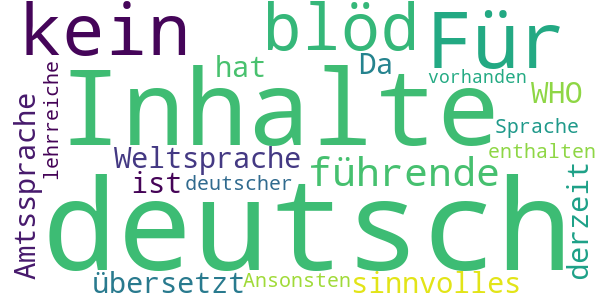 kein
blöd
Für
hat
Da
vorhanden
lehrreiche
Inhalte
WHO
Amtssprache
Sprache
Weltsprache
enthalten
ist
deutscher
führende
derzeit
deutsch
übersetzt
Ansonsten
sinnvolles